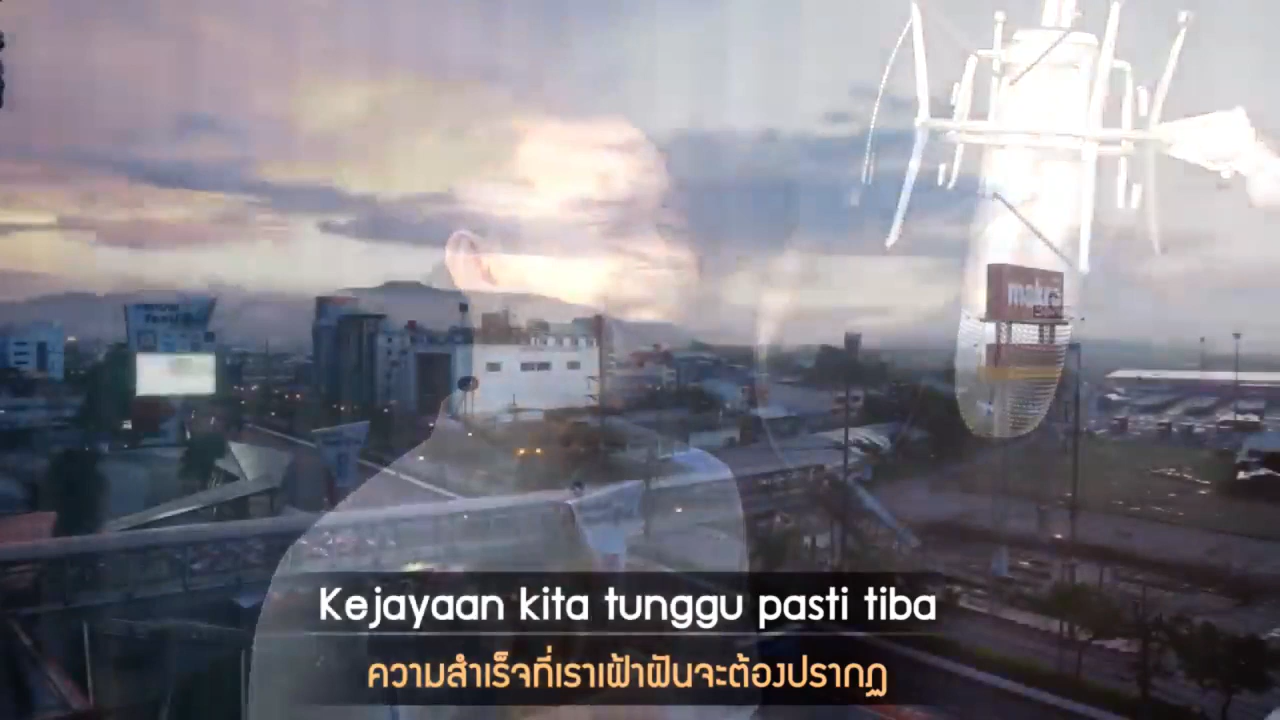 makro
Kejayaan kita tunggu pasti tiba
ความสำเร็จที่เราเฝ้าฝันจะต้องปรากฏ